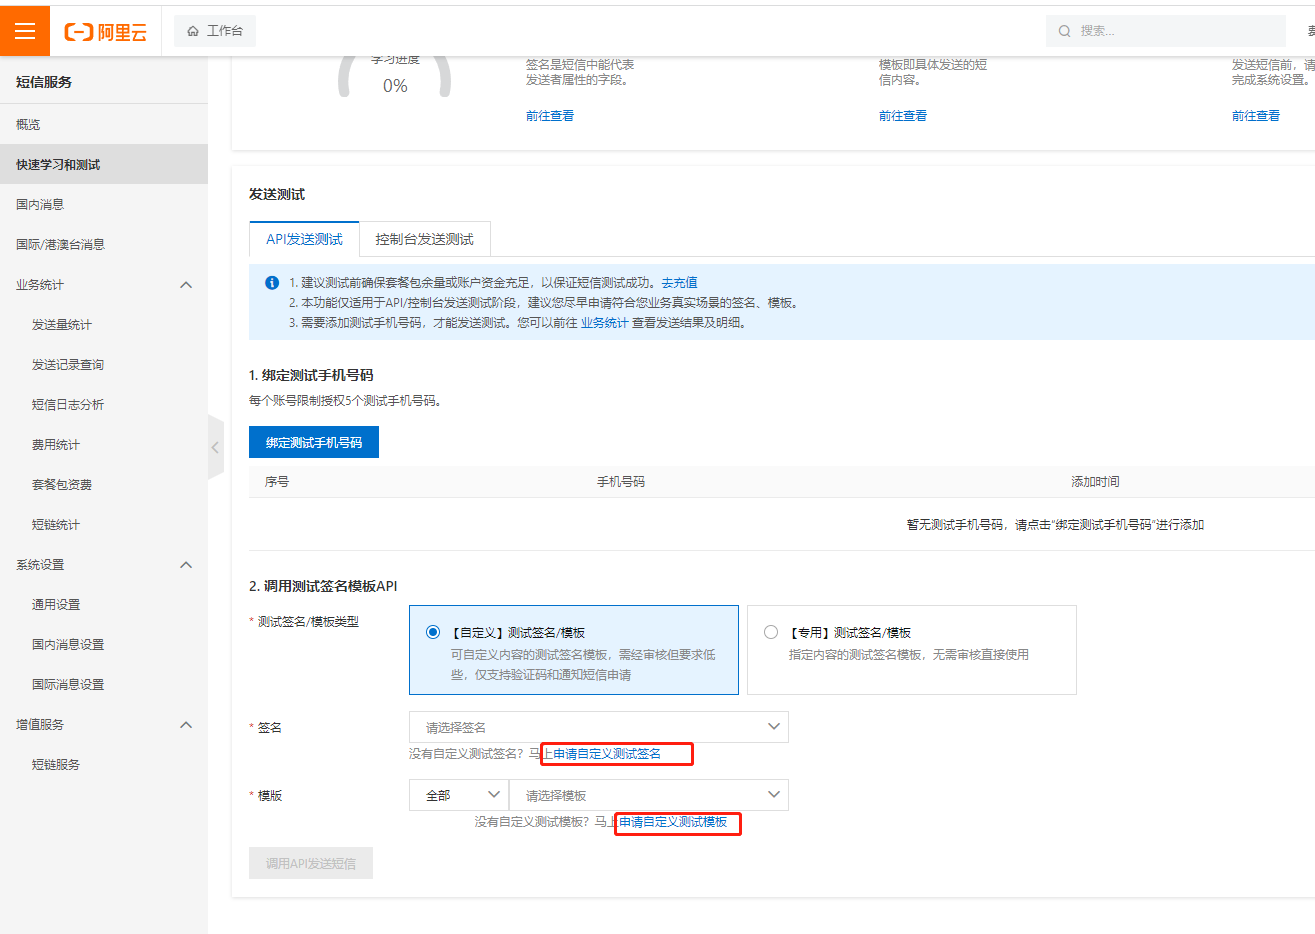 阿里云
工作台
搜索...
费
短信服务
概览
快速学习和测试
国内消息
国际/港澳台消息
业务统计
发送量统计
发送记录查询
短信日志分析
费用统计
套餐包资费
短链统计
系统设置
通用设置
国内消息设置
国际消息设置
增值服务
短链服务
学习进度
0%
签名是短信中能代表
发送者属性的字段。
前往查看
模板即具体发送的短
信内容。
前往查看
发送短信前，请
完成系统设置。
前往查看
发送测试
API发送测试
控制台发送测试
1. 建议测试前确保套餐包余量或账户资金充足，以保证短信测试成功。去充值
2. 本功能仅适用于API/控制台发送测试阶段，建议您尽早申请符合您业务真实场景的签名、模板。
3. 需要添加测试手机号码，才能发送测试。您可以前往 业务统计 查看发送结果及明细。
1. 绑定测试手机号码
每个账号限制授权5个测试手机号码。
绑定测试手机号码
序号
手机号码
添加时间
暂无测试手机号码，请点击“绑定测试手机号码”进行添加
2. 调用测试签名模板API
* 测试签名/模板类型
【自定义】测试签名/模板
可自定义内容的测试签名模板，需经审核但要求低
些，仅支持验证码和通知短信申请
【专用】测试签名/模板
指定内容的测试签名模板，无需审核直接使用
* 签名
请选择签名
没有自定义测试签名？马上申请自定义测试签名
* 模版
全部
请选择模板
没有自定义测试模板？马上申请自定义测试模板
调用API发送短信